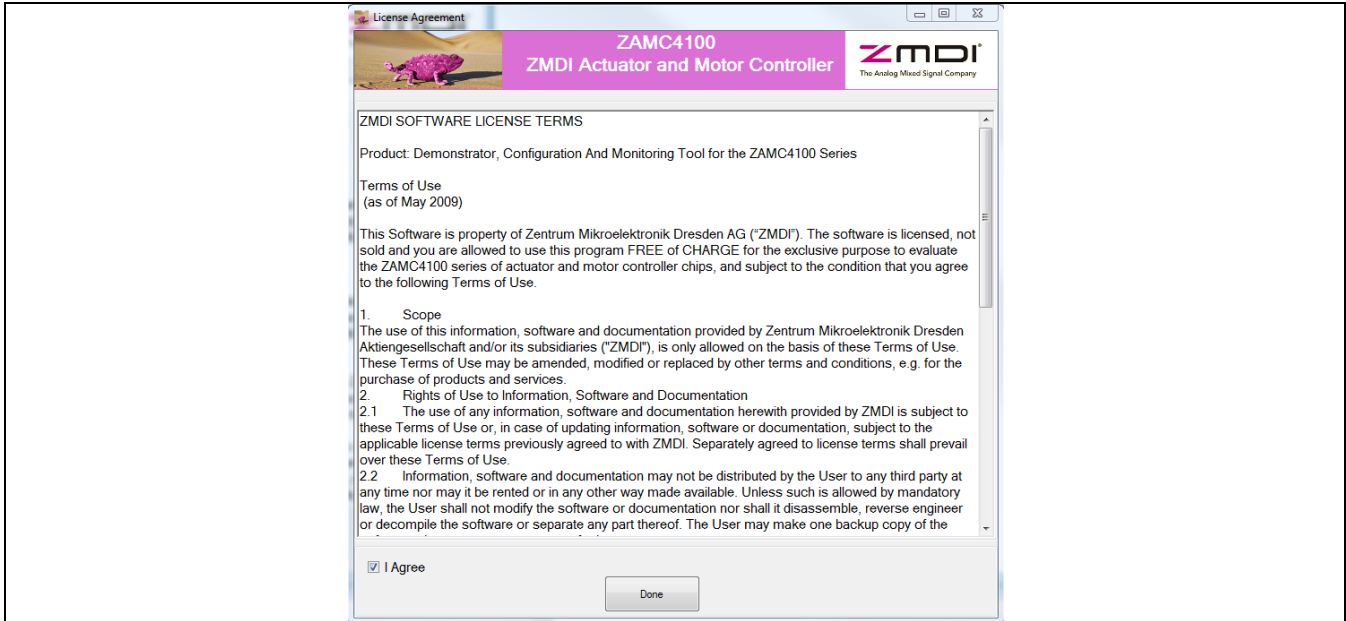 License Agreement
ZAMC4100
ZMDI Actuator and Motor Controller
ZMDI
The Analog Mixed Signal Company
ZMDI SOFTWARE LICENSE TERMS
Product: Demonstrator, Configuration And Monitoring Tool for the ZAMC4100 Series
Terms of Use
(as of May 2009)
This Software is property of Zentrum Mikroelektronik Dresden AG (“ZMDI”). The software is licensed, not
sold and you are allowed to use this program FREE of CHARGE for the exclusive purpose to evaluate
the ZAMC4100 series of actuator and motor controller chips, and subject to the condition that you agree
to the following Terms of Use.
1. Scope
The use of this information, software and documentation provided by Zentrum Mikroelektronik Dresden
Aktiengesellschaft and/or its subsidiaries ("ZMDI"), is only allowed on the basis of these Terms of Use.
These Terms of Use may be amended, modified or replaced by other terms and conditions, e.g. for the
purchase of products and services.
2. Rights of Use to Information, Software and Documentation
2.1 The use of any information, software and documentation herewith provided by ZMDI is subject to
these Terms of Use or, in case of updating information, software or documentation, subject to the
applicable license terms previously agreed to with ZMDI. Separately agreed to license terms shall prevail
over these Terms of Use.
2.2 Information, software and documentation may not be distributed by the User to any third party at
any time nor may it be rented or in any other way made available. Unless such is allowed by mandatory
law, the User shall not modify the software or documentation nor shall it disassemble, reverse engineer
or decompile the software or separate any part thereof. The User may make one backup copy of the
I Agree
Done